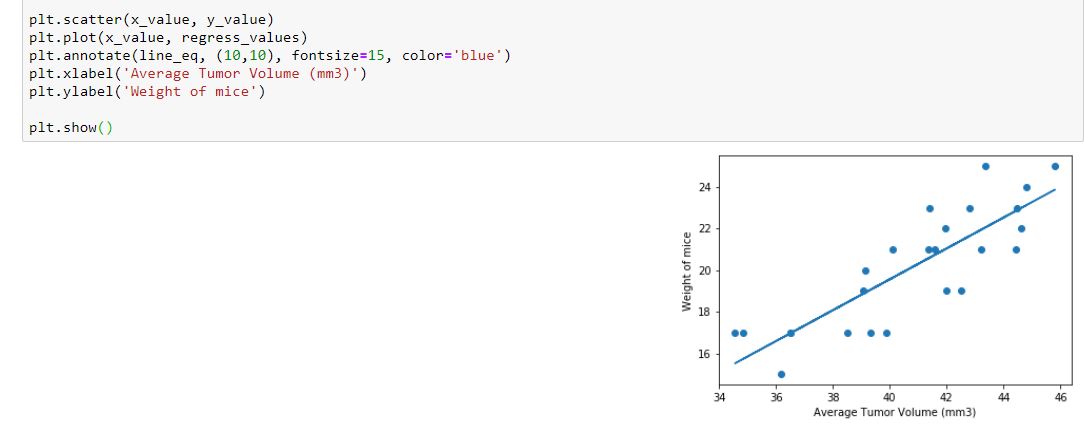 plt.scatter(x_value, y_value)
plt.plot(x_value, regress_values)
plt.annotate(line_eq, (10,10), fontsize=15, color='blue')
plt.xlabel('Average Tumor Volume (mm3)')
plt.ylabel('Weight of mice')
plt.show()
24
22
20
18
16
Weight of mice
34 36 38 40 42 44 46
Average Tumor Volume (mm3)